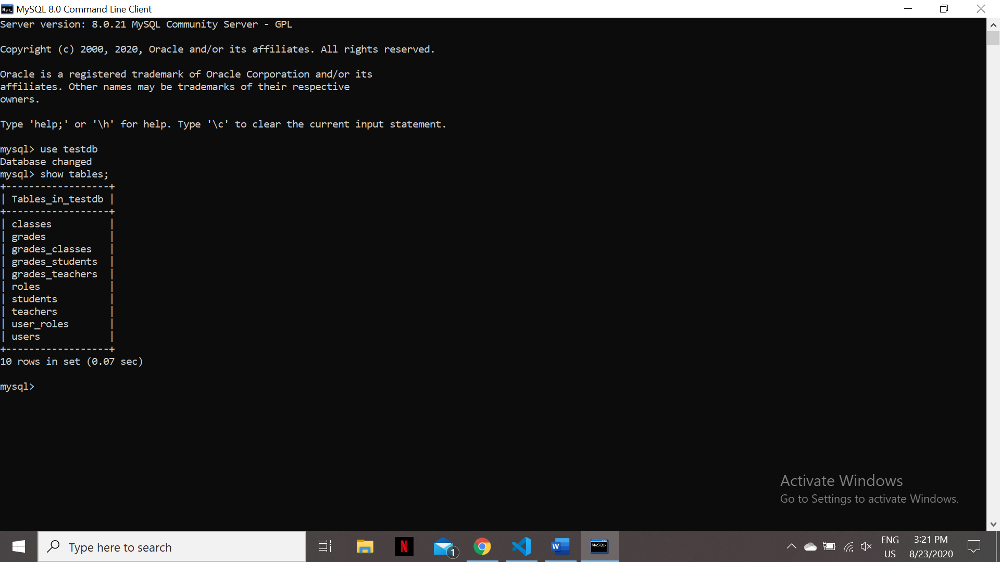 MySQL 8.0 Command Line Client
Server version: 8.0.21 MySQL Community Server - GPL
Copyright (c) 2000, 2020, Oracle and/or its affiliates. All rights reserved.
Oracle is a registered trademark of Oracle Corporation and/or its
affiliates. Other names may be trademarks of their respective
owners.
Type 'help;' or '\h' for help. Type '\c' to clear the current input statement.
mysql> use testdb
Database changed
mysql> show tables;
+------------------+
| Tables_in_testdb |
+------------------+
| classes          |
| grades           |
| grades_classes   |
| grades_students  |
| grades_teachers  |
| roles            |
| students         |
| teachers         |
| user_roles       |
| users            |
+------------------+
10 rows in set (0.07 sec)
mysql>
Activate Windows
Go to Settings to activate Windows.
Type here to search
N
1
W
MySQL>
ENG
US
3:21 PM
8/23/2020